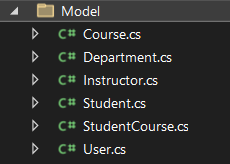 Model
C# Course.cs
C# Department.cs
C# Instructor.cs
C# Student.cs
C# StudentCourse.cs
C# User.cs